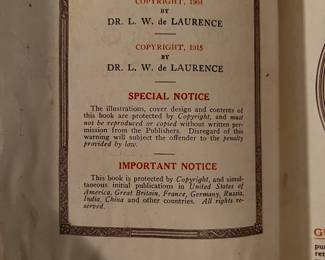 COPYRIGHT, 1904
BY
DR. L. W. de LAURENCE
COPYRIGHT, 1915
BY
DR. L. W. de LAURENCE
SPECIAL NOTICE
The illustrations, cover design and contents of
this book are protected by Copyright, and must
not be reproduced or copied without written per-
mission from the Publishers. Disregard of this
warning will subject the offender to the penalty
provided by law.
IMPORTANT NOTICE
This book is protected by Copyright, and simul-
taneous initial publications in United States of
America, Great Britain, France, Germany, Russia,
India, China and other countries. All rights re-
served.